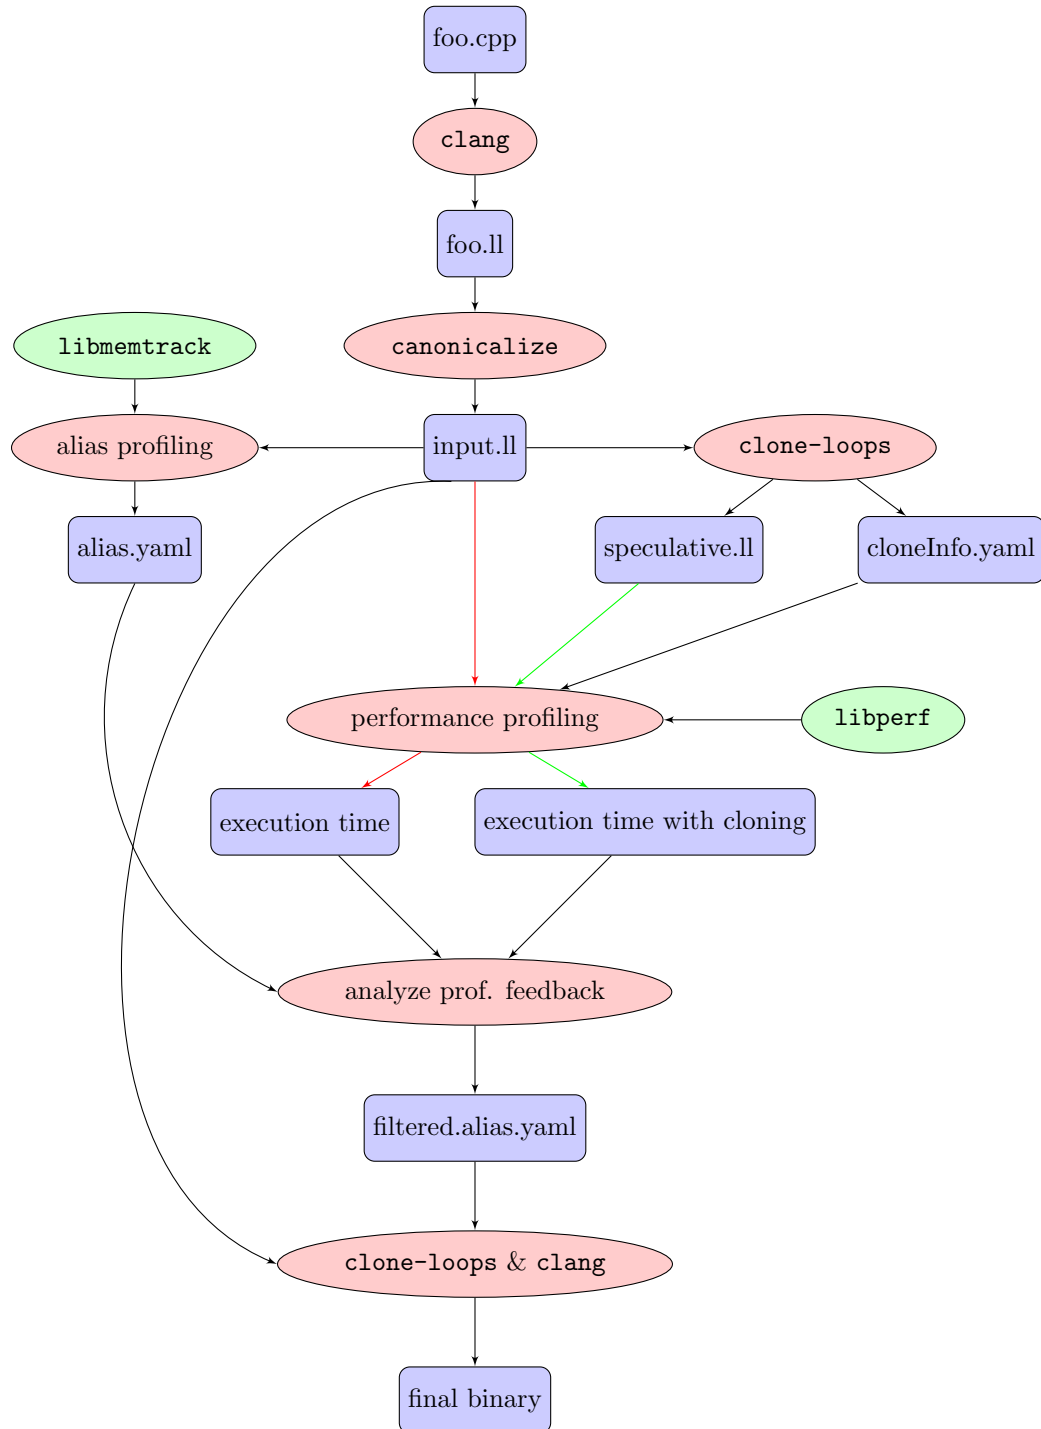 foo.cpp
clang
foo.ll
libmemtrack
canonicalize
alias profiling
input.ll
clone-loops
alias.yaml
speculative.ll
cloneInfo.yaml
performance profiling
libperf
execution time
execution time with cloning
analyze prof. feedback
filtered.alias.yaml
clone-loops & clang
final binary